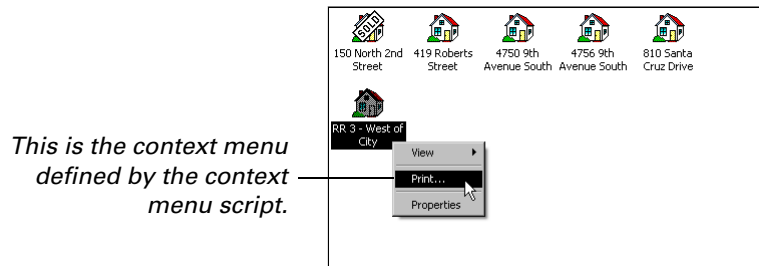 SOLD
150 North 2nd
Street
419 Roberts
Street
4750 9th
Avenue South
4756 9th
Avenue South
810 Santa
Cruz Drive
RR 3 - West of
City
View
Print...
Properties
This is the context menu
defined by the context
menu script.